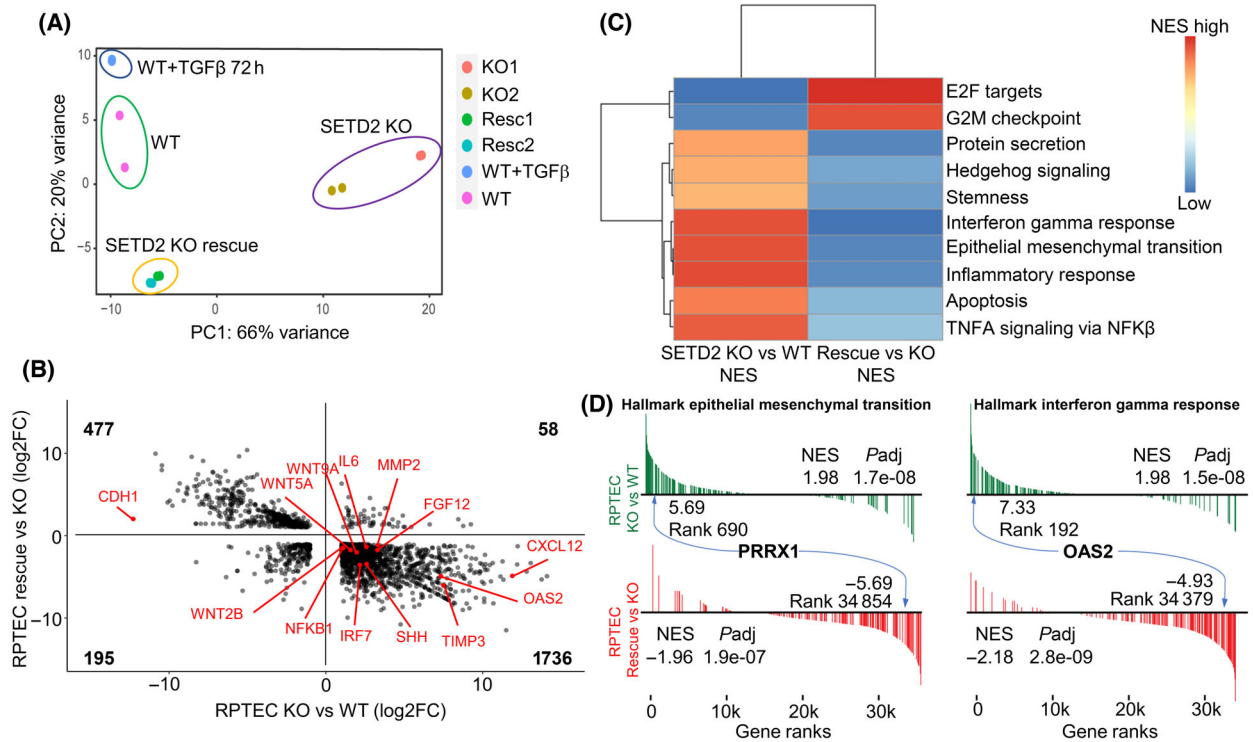 (A)
10
5
0
−5
PC2: 20% variance
WT+TGFβ 72 h
WT
SETD2 KO
SETD2 KO rescue
−10
0
10
20
PC1: 66% variance
KO1
KO2
Resc1
Resc2
WT+TGFβ
WT
(C)
NES high
Low
E2F targets
G2M checkpoint
Protein secretion
Hedgehog signaling
Stemness
Interferon gamma response
Epithelial mesenchymal transition
Inflammatory response
Apoptosis
TNFA signaling via NFKβ
SETD2 KO vs WT
NES
Rescue vs KO
NES
(B)
RPTEC rescue vs KO (log2FC)
477
58
195
1736
10
0
−10
CDH1
WNT5A
WNT9A
IL6
MMP2
FGF12
CXCL12
OAS2
TIMP3
SHH
IRF7
NFKB1
WNT2B
−10
0
10
RPTEC KO vs WT (log2FC)
(D)
Hallmark epithelial mesenchymal transition
RPTEC
KO vs WT
NES Padj
1.98 1.7e-08
5.69
Rank 690
PRRX1
−5.69
Rank 34 854
RPTEC
Rescue vs KO
NES Padj
−1.96 1.9e-07
0 10k 20k 30k
Gene ranks
Hallmark interferon gamma response
NES Padj
1.98 1.5e-08
7.33
Rank 192
OAS2
−4.93
Rank 34 379
NES Padj
−2.18 2.8e-09
0 10k 20k 30k
Gene ranks